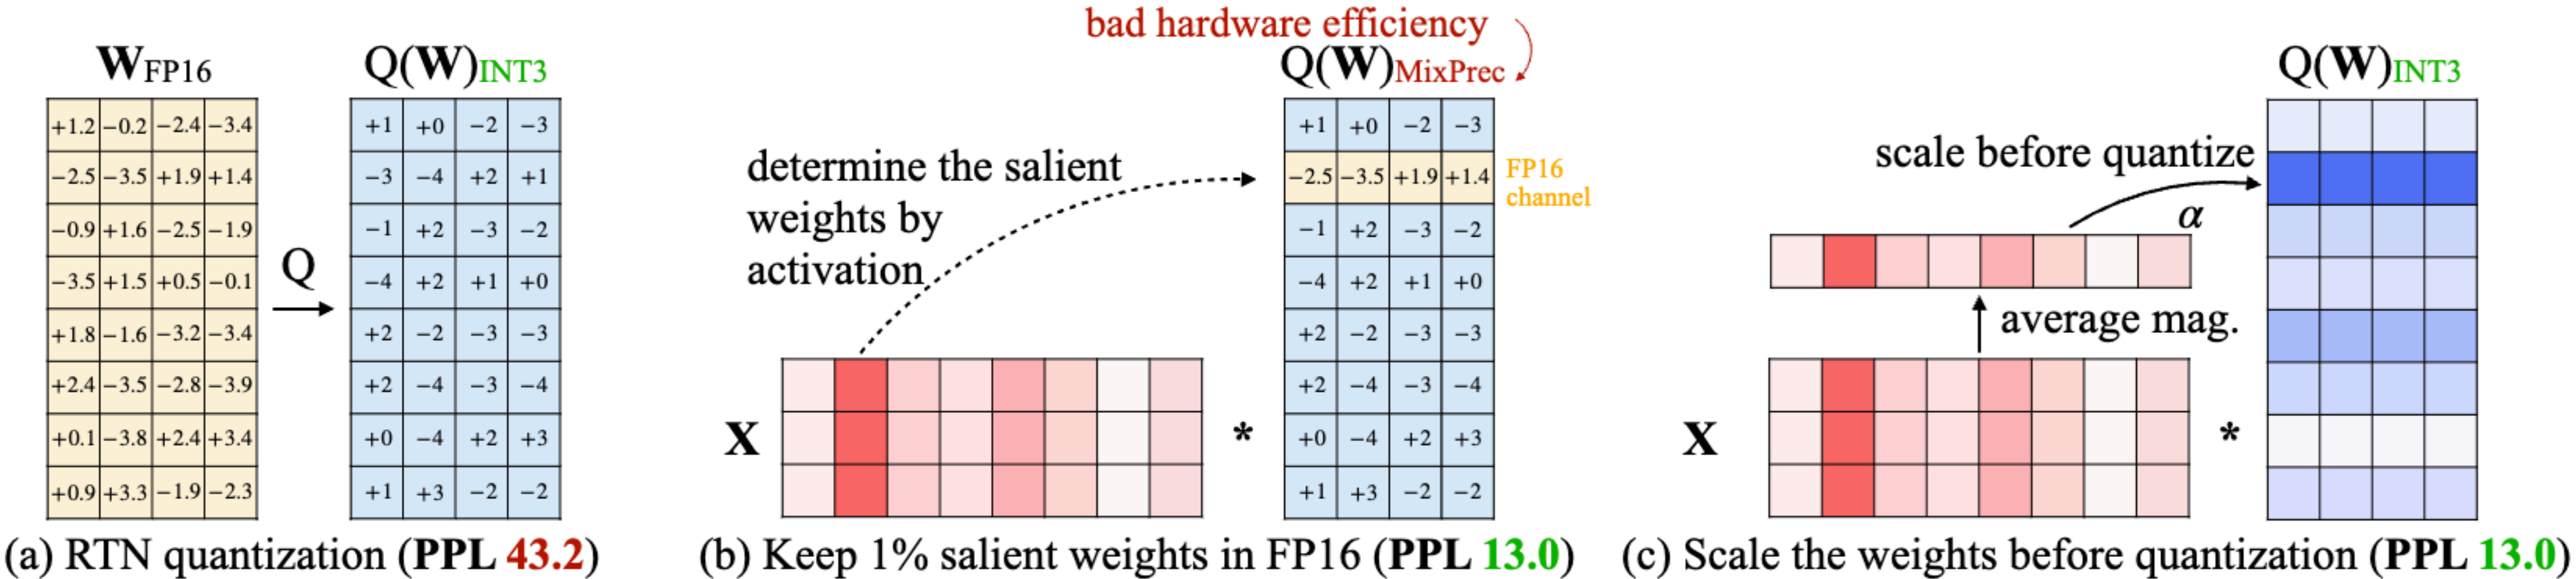 W_FP16
Q(W)_INT3
+1.2 −0.2 −2.4 −3.4
−2.5 −3.5 +1.9 +1.4
−0.9 +1.6 −2.5 −1.9
−3.5 +1.5 +0.5 −0.1
+1.8 −1.6 −3.2 −3.4
+2.4 −3.5 −2.8 −3.9
+0.1 −3.8 +2.4 +3.4
+0.9 +3.3 −1.9 −2.3
Q
+1 +0 −2 −3
−3 −4 +2 +1
−1 +2 −3 −2
−4 +2 +1 +0
+2 −2 −3 −3
+2 −4 −3 −4
+0 −4 +2 +3
+1 +3 −2 −2
(a) RTN quantization (PPL 43.2)
bad hardware efficiency
Q(W)_MixPrec
determine the salient
weights by
activation
+1 +0 −2 −3
−2.5 −3.5 +1.9 +1.4
−1 +2 −3 −2
−4 +2 +1 +0
+2 −2 −3 −3
+2 −4 −3 −4
+0 −4 +2 +3
+1 +3 −2 −2
FP16
channel
X *
(b) Keep 1% salient weights in FP16 (PPL 13.0)
Q(W)_INT3
scale before quantize
α
average mag.
X *
(c) Scale the weights before quantization (PPL 13.0)